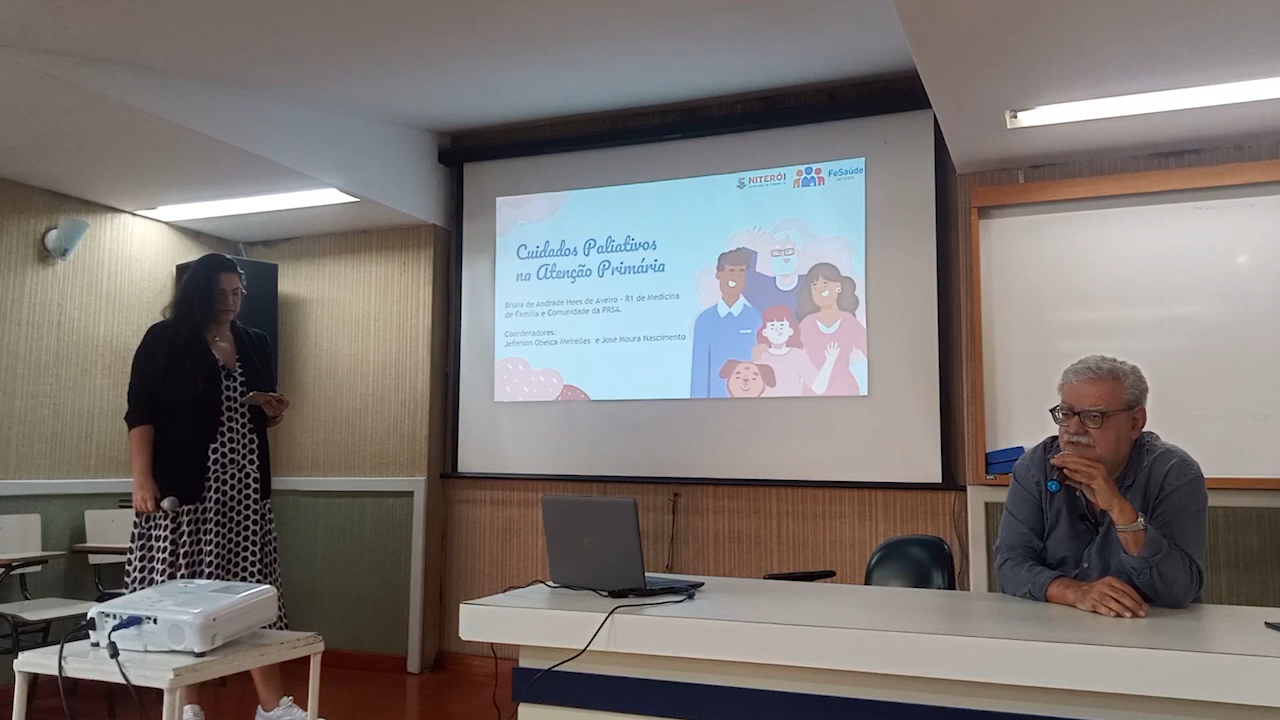 NITERÓI
FeSaúde
NITERÓI
Cuidados Paliativos
na Atenção Primária
Bruna de Andrade Hees de Aveiro - R1 de Medicina
de Família e Comunidade da PRSA.
Coordenadores:
Jeferson Obelca Meirelles e José Moura Nascimento